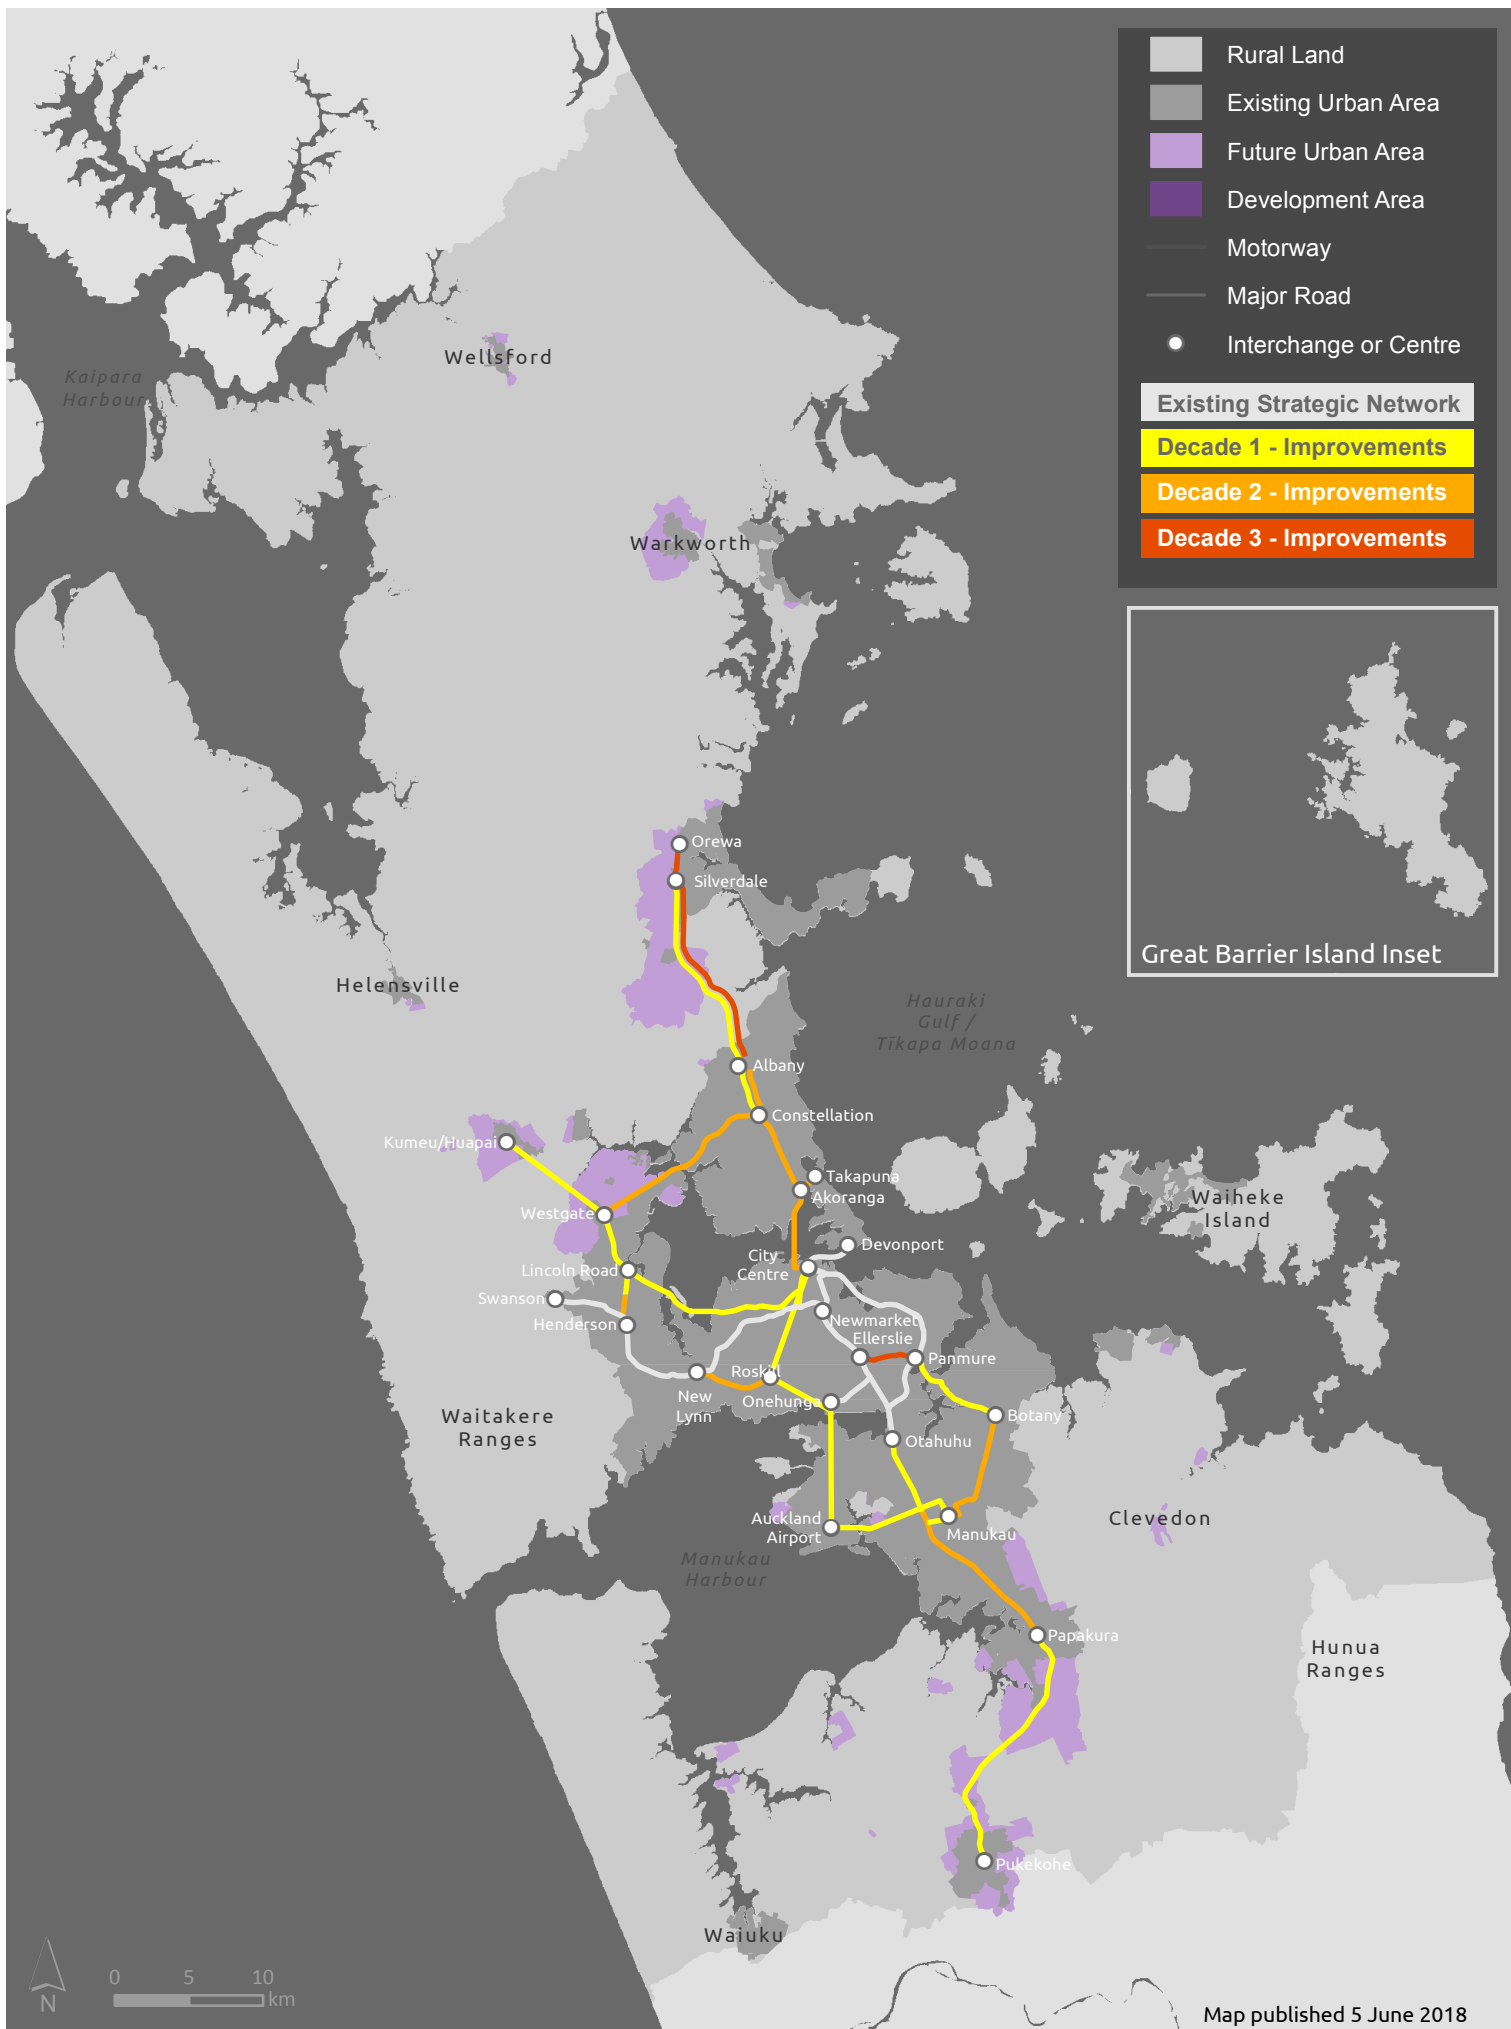 Rural Land
Existing Urban Area
Future Urban Area
Development Area
Motorway
Major Road
Interchange or Centre
Existing Strategic Network
Decade 1 - Improvements
Decade 2 - Improvements
Decade 3 - Improvements
Great Barrier Island Inset
Wellsford
Kaipara
Harbour
Warkworth
Orewa
Silverdale
Helensville
Hauraki
Gulf /
Tīkapa Moana
Albany
Constellation
Kumeu/Huapai
Takapuna
Akoranga
Westgate
Waiheke
Island
Devonport
City
Centre
Lincoln Road
Swanson
Henderson
Newmarket
Ellerslie
Panmure
Roskill
New
Lynn
Onehunga
Botany
Waitakere
Ranges
Otahuhu
Auckland
Airport
Manukau
Clevedon
Manukau
Harbour
Papakura
Hunua
Ranges
Pukekohe
Waiuku
N
0 5 10
km
Map published 5 June 2018